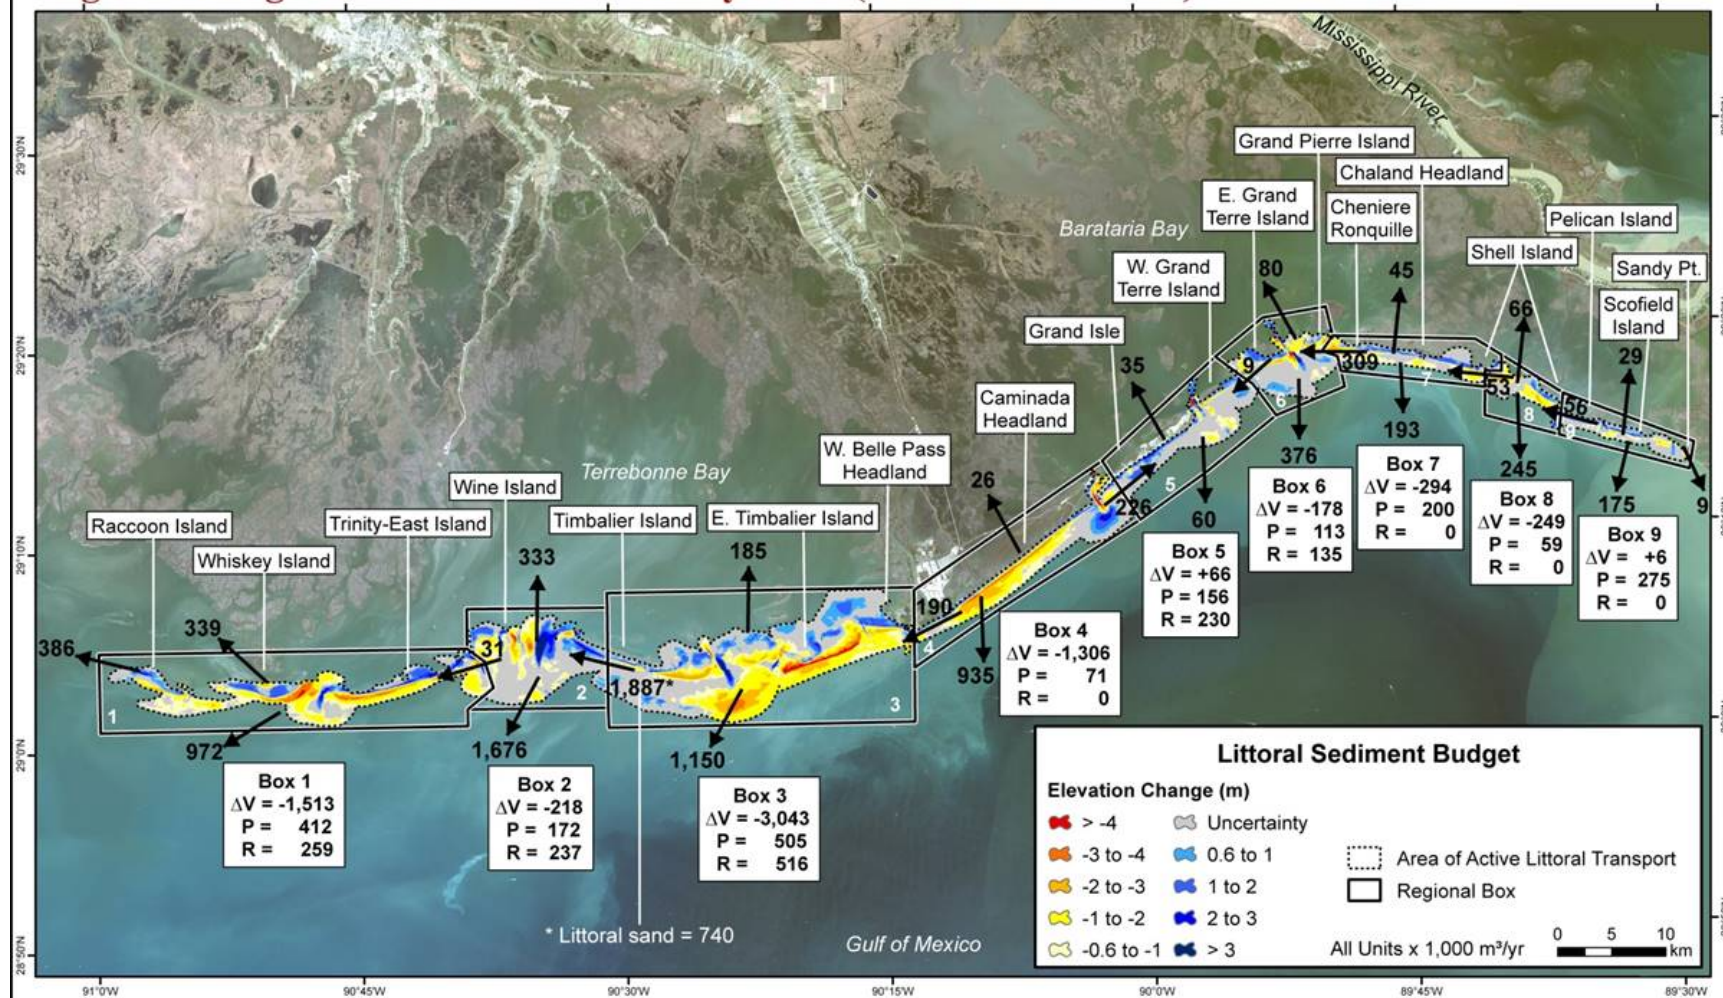 Mississippi River
Grand Pierre Island
Chaland Headland
E. Grand
Terre Island
Cheniere
Ronquille
Pelican Island
Barataria Bay
Shell Island
Sandy Pt.
W. Grand
Terre Island
80
45
Scofield
Island
66
Grand Isle
35
9
309
29
Caminada
Headland
7
53
56
6
8
9
193
W. Belle Pass
Headland
376
245
Terrebonne Bay
26
5
175
9
226
60
Wine Island
Raccoon Island
Trinity-East Island
Timbalier Island
E. Timbalier Island
Whiskey Island
333
185
190
339
386
31
4
935
-1,887*
1
2
3
972
1,676
1,150
Box 1
ΔV = -1,513
P = 412
R = 259
Box 2
ΔV = -218
P = 172
R = 237
Box 3
ΔV = -3,043
P = 505
R = 516
Box 4
ΔV = -1,306
P = 71
R = 0
Box 5
ΔV = +66
P = 156
R = 230
Box 6
ΔV = -178
P = 113
R = 135
Box 7
ΔV = -294
P = 200
R = 0
Box 8
ΔV = -249
P = 59
R = 0
Box 9
ΔV = +6
P = 275
R = 0
* Littoral sand = 740
Gulf of Mexico
Littoral Sediment Budget
Elevation Change (m)
> -4
-3 to -4
-2 to -3
-1 to -2
-0.6 to -1
Uncertainty
0.6 to 1
1 to 2
2 to 3
> 3
Area of Active Littoral Transport
Regional Box
All Units x 1,000 m³/yr
0 5 10
km
29°30'N
29°20'N
29°10'N
29°0'N
28°50'N
91°0'W
90°45'W
90°30'W
90°15'W
90°0'W
89°45'W
89°30'W